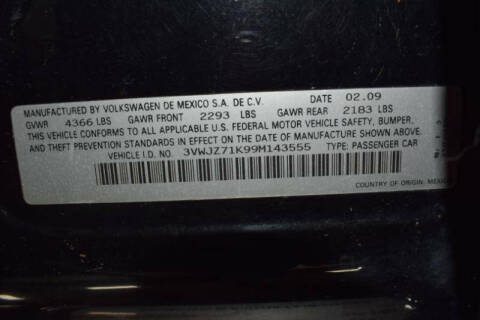 MANUFACTURED BY VOLKSWAGEN DE MEXICO S.A. DE C.V. DATE 02.09
GVWR 4366 LBS GAWR FRONT 2293 LBS GAWR REAR 2183 LBS
THIS VEHICLE CONFORMS TO ALL APPLICABLE U.S. FEDERAL MOTOR VEHICLE SAFETY, BUMPER,
AND THEFT PREVENTION STANDARDS IN EFFECT ON THE DATE OF MANUFACTURE SHOWN ABOVE.
VEHICLE I.D. NO. 3VWJZ71K99M143555 TYPE: PASSENGER CAR
COUNTRY OF ORIGIN: MEXICO